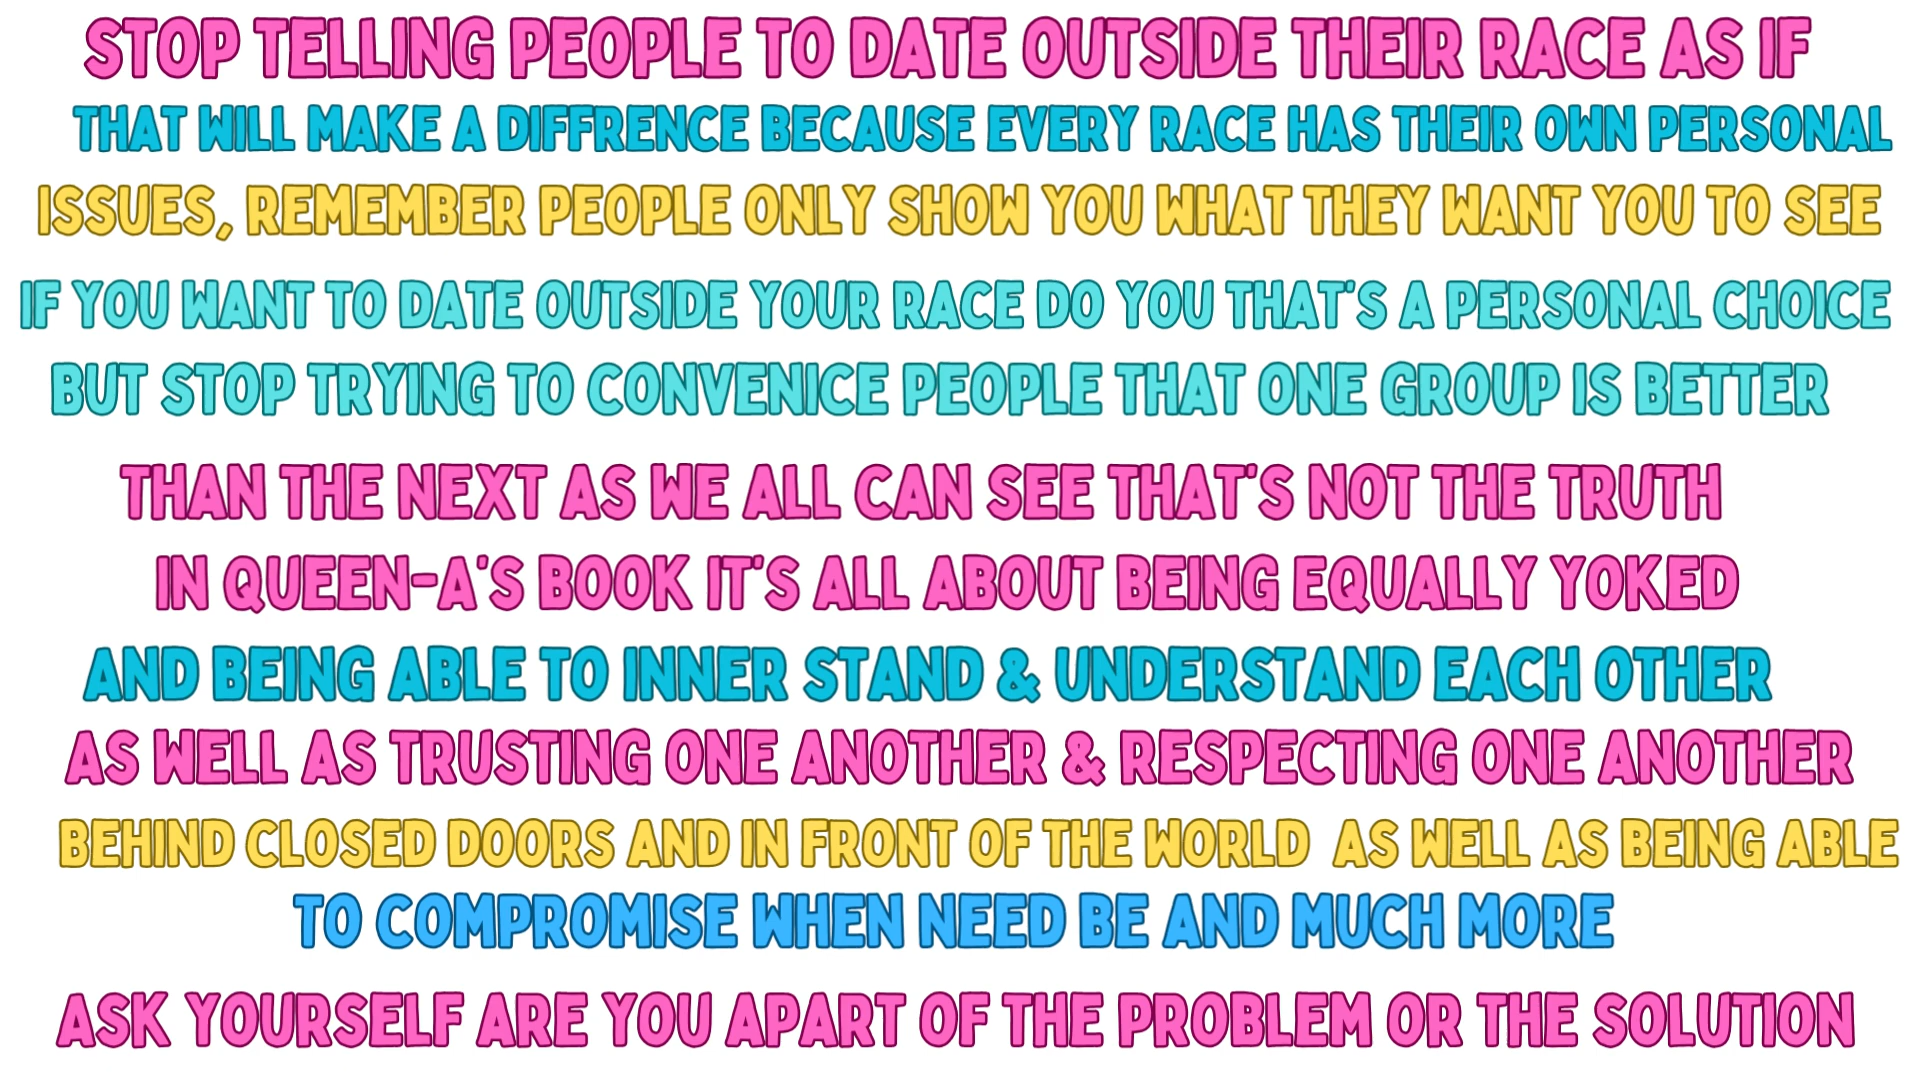 STOP TELLING PEOPLE TO DATE OUTSIDE THEIR RACE AS IF
THAT WILL MAKE A DIFFRENCE BECAUSE EVERY RACE HAS THEIR OWN PERSONAL
ISSUES, REMEMBER PEOPLE ONLY SHOW YOU WHAT THEY WANT YOU TO SEE
IF YOU WANT TO DATE OUTSIDE YOUR RACE DO YOU THAT'S A PERSONAL CHOICE
BUT STOP TRYING TO CONVENICE PEOPLE THAT ONE GROUP IS BETTER
THAN THE NEXT AS WE ALL CAN SEE THAT'S NOT THE TRUTH
IN QUEEN-A'S BOOK IT'S ALL ABOUT BEING EQUALLY YOKED
AND BEING ABLE TO INNER STAND & UNDERSTAND EACH OTHER
AS WELL AS TRUSTING ONE ANOTHER & RESPECTING ONE ANOTHER
BEHIND CLOSED DOORS AND IN FRONT OF THE WORLD AS WELL AS BEING ABLE
TO COMPROMISE WHEN NEED BE AND MUCH MORE
ASK YOURSELF ARE YOU APART OF THE PROBLEM OR THE SOLUTION